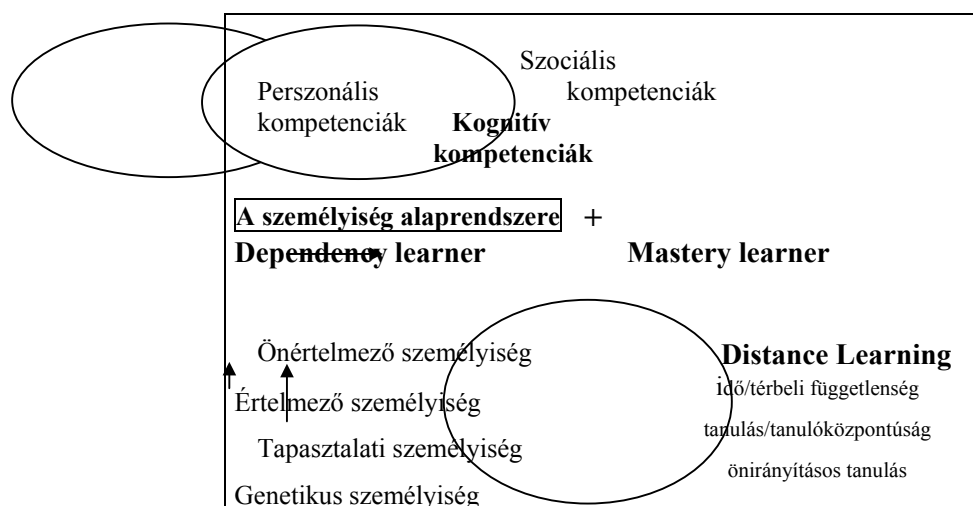 Szociális
kompetenciák
Perszonális
kompetenciák
Kognitív
kompetenciák
A személyiség alaprendszere +
Dependency learner Mastery learner
Önértelmező személyiség
Értelmező személyiség
Tapasztalati személyiség
Genetikus személyiség
Distance Learning
idő/térbeli függetlenség
tanulás/tanulóközpontúság
önirányításos tanulás